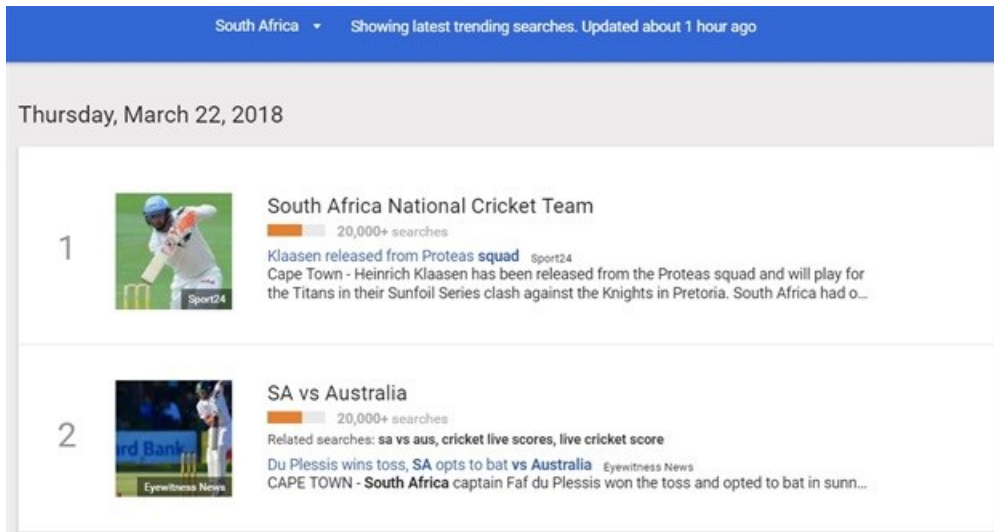 South Africa Showing latest trending searches. Updated about 1 hour ago
Thursday, March 22, 2018
1
South Africa National Cricket Team
20,000+ searches
Klaasen released from Proteas squad Sport24
Cape Town - Heinrich Klaasen has been released from the Proteas squad and will play for
the Titans in their Sunfoil Series clash against the Knights in Pretoria. South Africa had o...
Sport24
2
SA vs Australia
20,000+ searches
Related searches: sa vs aus, cricket live scores, live cricket score
rd Bank
Du Plessis wins toss, SA opts to bat vs Australia Eyewitness News
CAPE TOWN - South Africa captain Faf du Plessis won the toss and opted to bat in sunn...
Eyewitness News